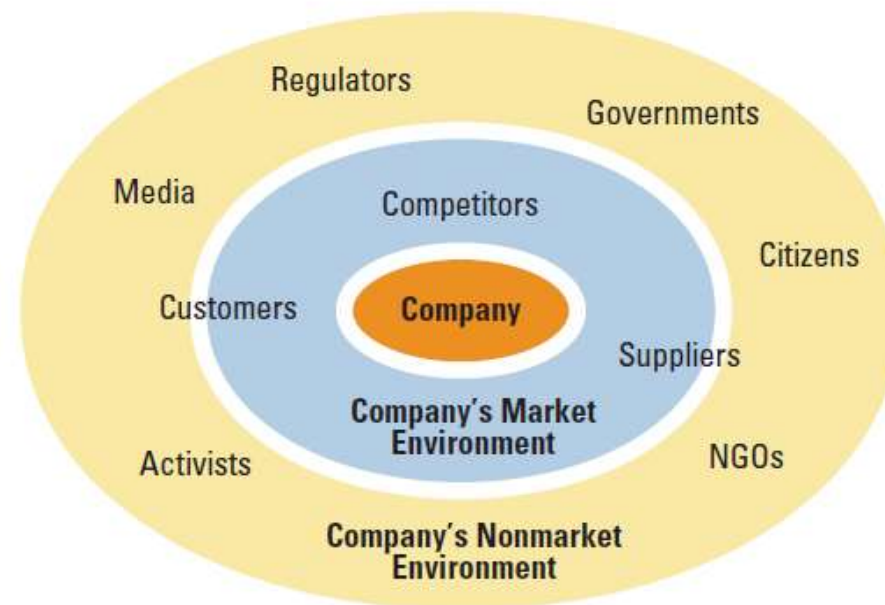 Regulators
Governments
Media
Competitors
Citizens
Customers
Company
Suppliers
Company’s Market
Environment
Activists
NGOs
Company’s Nonmarket
Environment